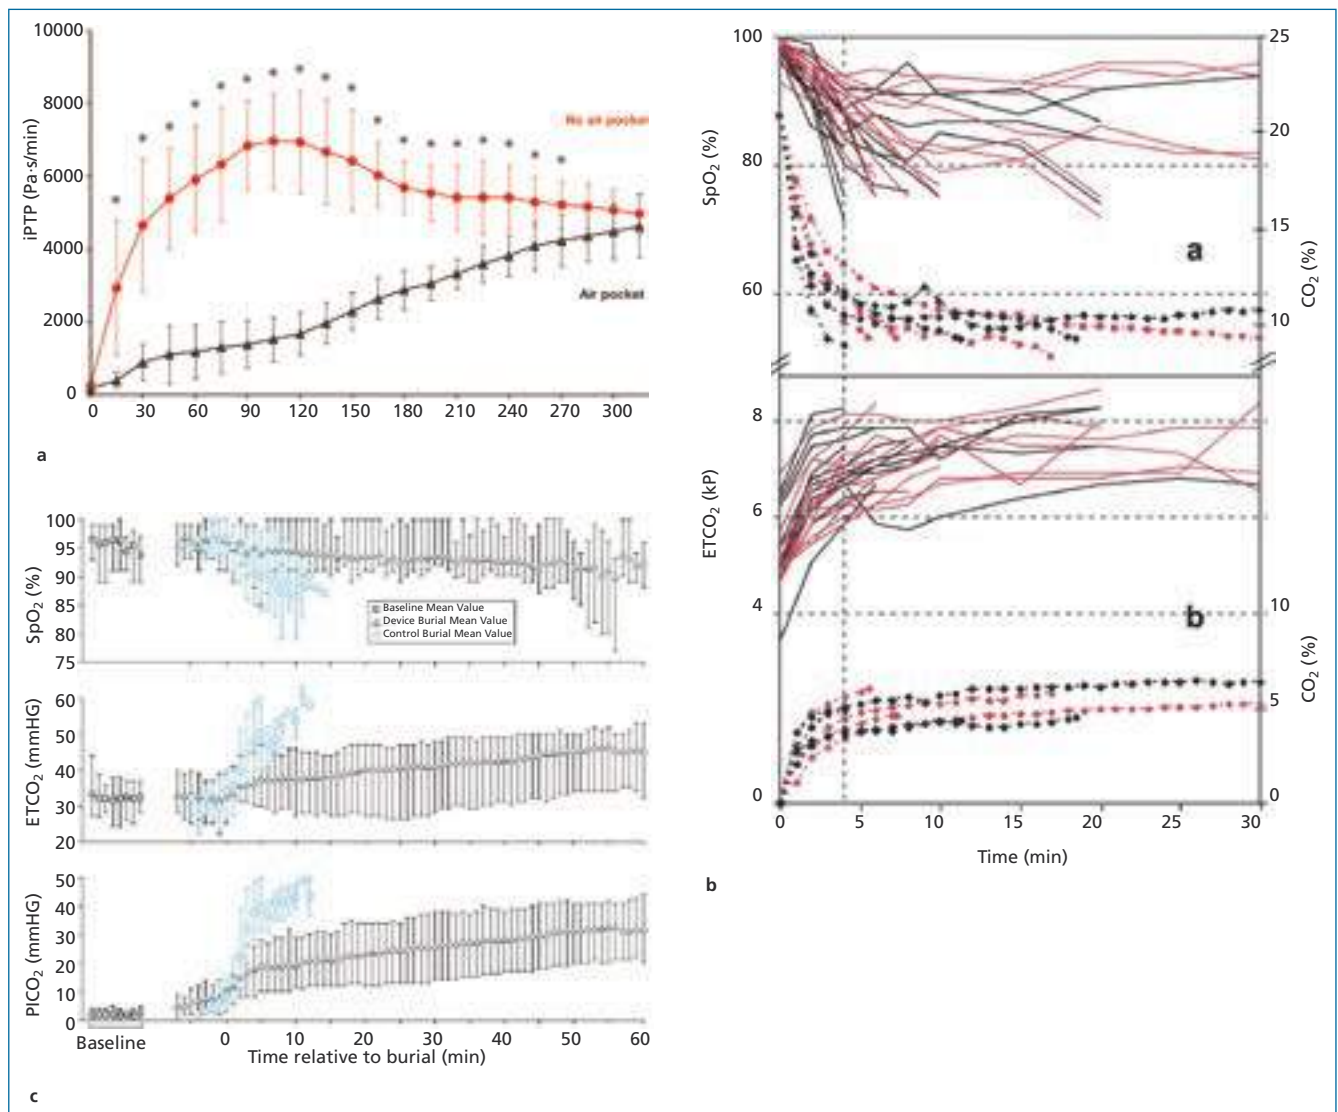 10000
8000
6000
4000
2000
0
iPTP (Pa·s/min)
No air pocket
Air pocket
0 30 60 90 120 150 180 210 240 270 300
a
100
80
60
SpO2 (%)
25
20
15
10
CO2 (%)
a
8
6
4
0
ETCO2 (kP)
10
5
0
CO2 (%)
b
0 5 10 15 20 25 30
Time (min)
b
100
95
90
85
80
75
SpO2 (%)
Baseline Mean Value
Device Burial Mean Value
Control Burial Mean Value
60
50
40
30
20
ETCO2 (mmHG)
50
40
30
20
10
0
PICO2 (mmHG)
Baseline
0 10 20 30 40 50 60
Time relative to burial (min)
c